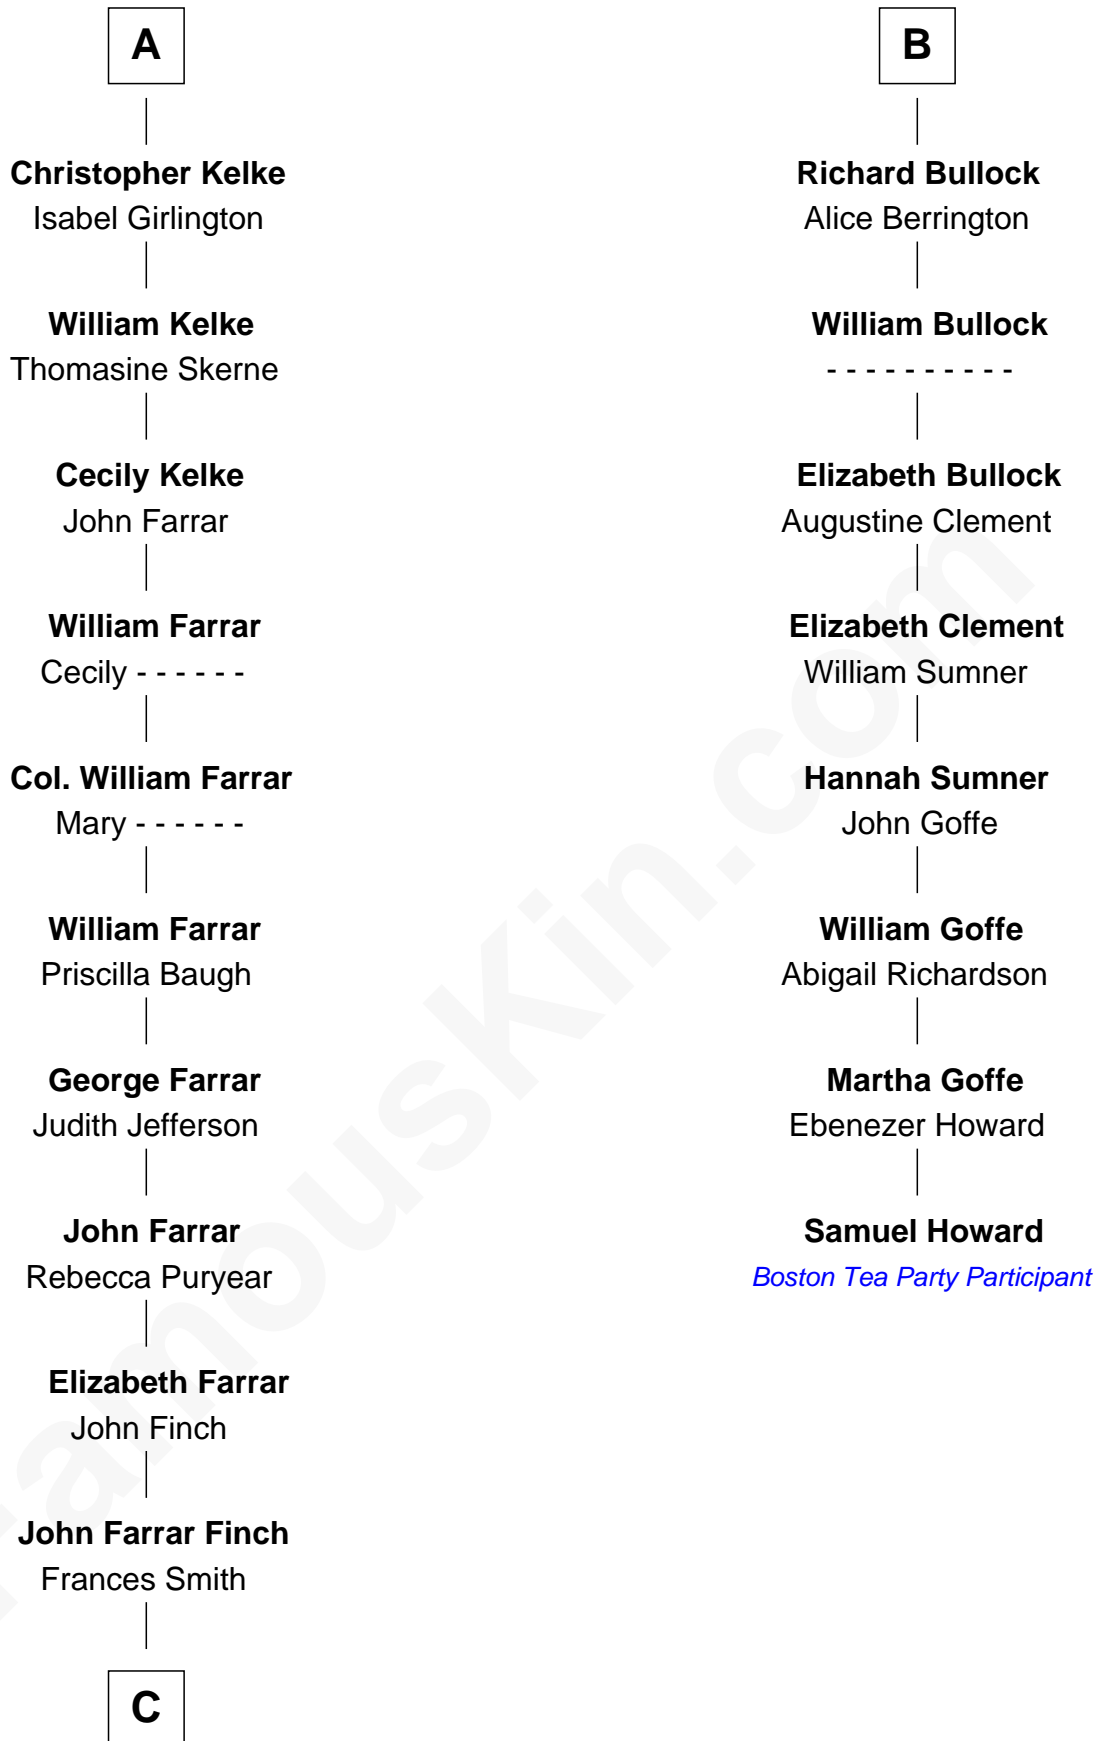 A
Christopher Kelke
Isabel Girlington
William Kelke
Thomasine Skerne
Cecily Kelke
John Farrar
William Farrar
Cecily - - - - - -
Col. William Farrar
Mary - - - - - -
William Farrar
Priscilla Baugh
George Farrar
Judith Jefferson
John Farrar
Rebecca Puryear
Elizabeth Farrar
John Finch
John Farrar Finch
Frances Smith
C
B
Richard Bullock
Alice Berrington
William Bullock
- - - - - - - - - -
Elizabeth Bullock
Augustine Clement
Elizabeth Clement
William Sumner
Hannah Sumner
John Goffe
William Goffe
Abigail Richardson
Martha Goffe
Ebenezer Howard
Samuel Howard
Boston Tea Party Participant
FamousKin.com